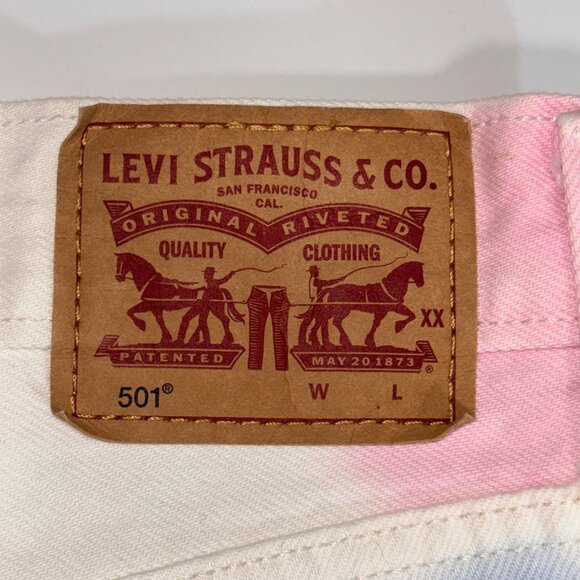 LEVI STRAUSS & CO.
SAN FRANCISCO
CAL.
ORIGINAL RIVETED
QUALITY CLOTHING
XX
PATENTED MAY 20 1873 ®
501® W L